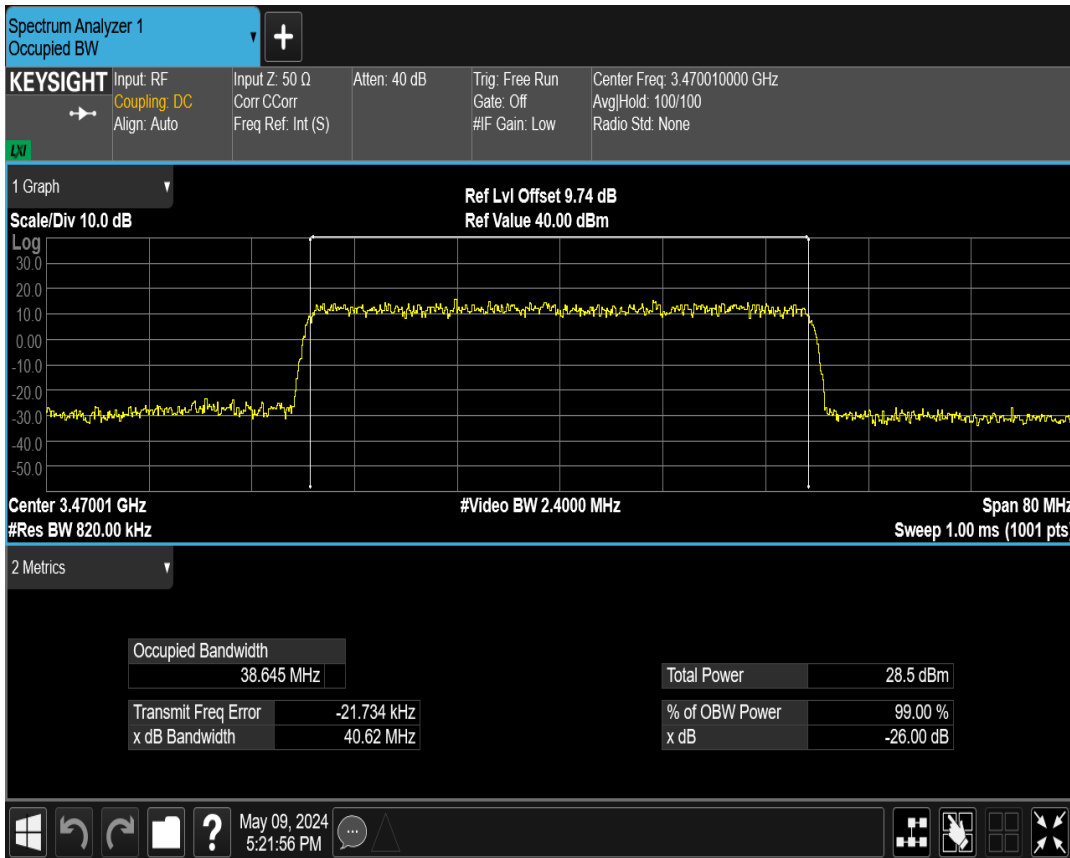 Spectrum Analyzer 1
Occupied BW
KEYSIGHT
LXI
Input: RF
Coupling: DC
Align: Auto
Input Z: 50 Ω
Corr CCorr
Freq Ref: Int (S)
Atten: 40 dB
Trig: Free Run
Gate: Off
#IF Gain: Low
Center Freq: 3.470010000 GHz
Avg|Hold: 100/100
Radio Std: None
1 Graph
Scale/Div 10.0 dB
Ref Lvl Offset 9.74 dB
Ref Value 40.00 dBm
Log
30.0
20.0
10.0
0.00
-10.0
-20.0
-30.0
-40.0
-50.0
Center 3.47001 GHz
#Video BW 2.4000 MHz
Span 80 MHz
#Res BW 820.00 kHz
Sweep 1.00 ms (1001 pts)
2 Metrics
Occupied Bandwidth
38.645 MHz
Transmit Freq Error -21.734 kHz
x dB Bandwidth 40.62 MHz
Total Power 28.5 dBm
% of OBW Power 99.00 %
x dB -26.00 dB
May 09, 2024
5:21:56 PM